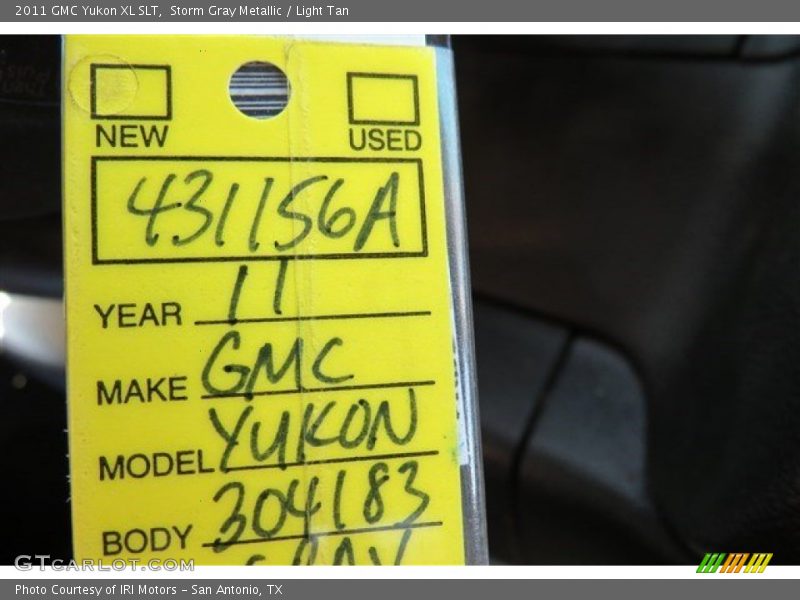 2011 GMC Yukon XL SLT, Storm Gray Metallic / Light Tan
NEW USED
431156A
YEAR 11
MAKE GMC
MODEL YUKON
BODY 304183
GRAY
GTCARLOT.COM
Photo Courtesy of IRI Motors - San Antonio, TX